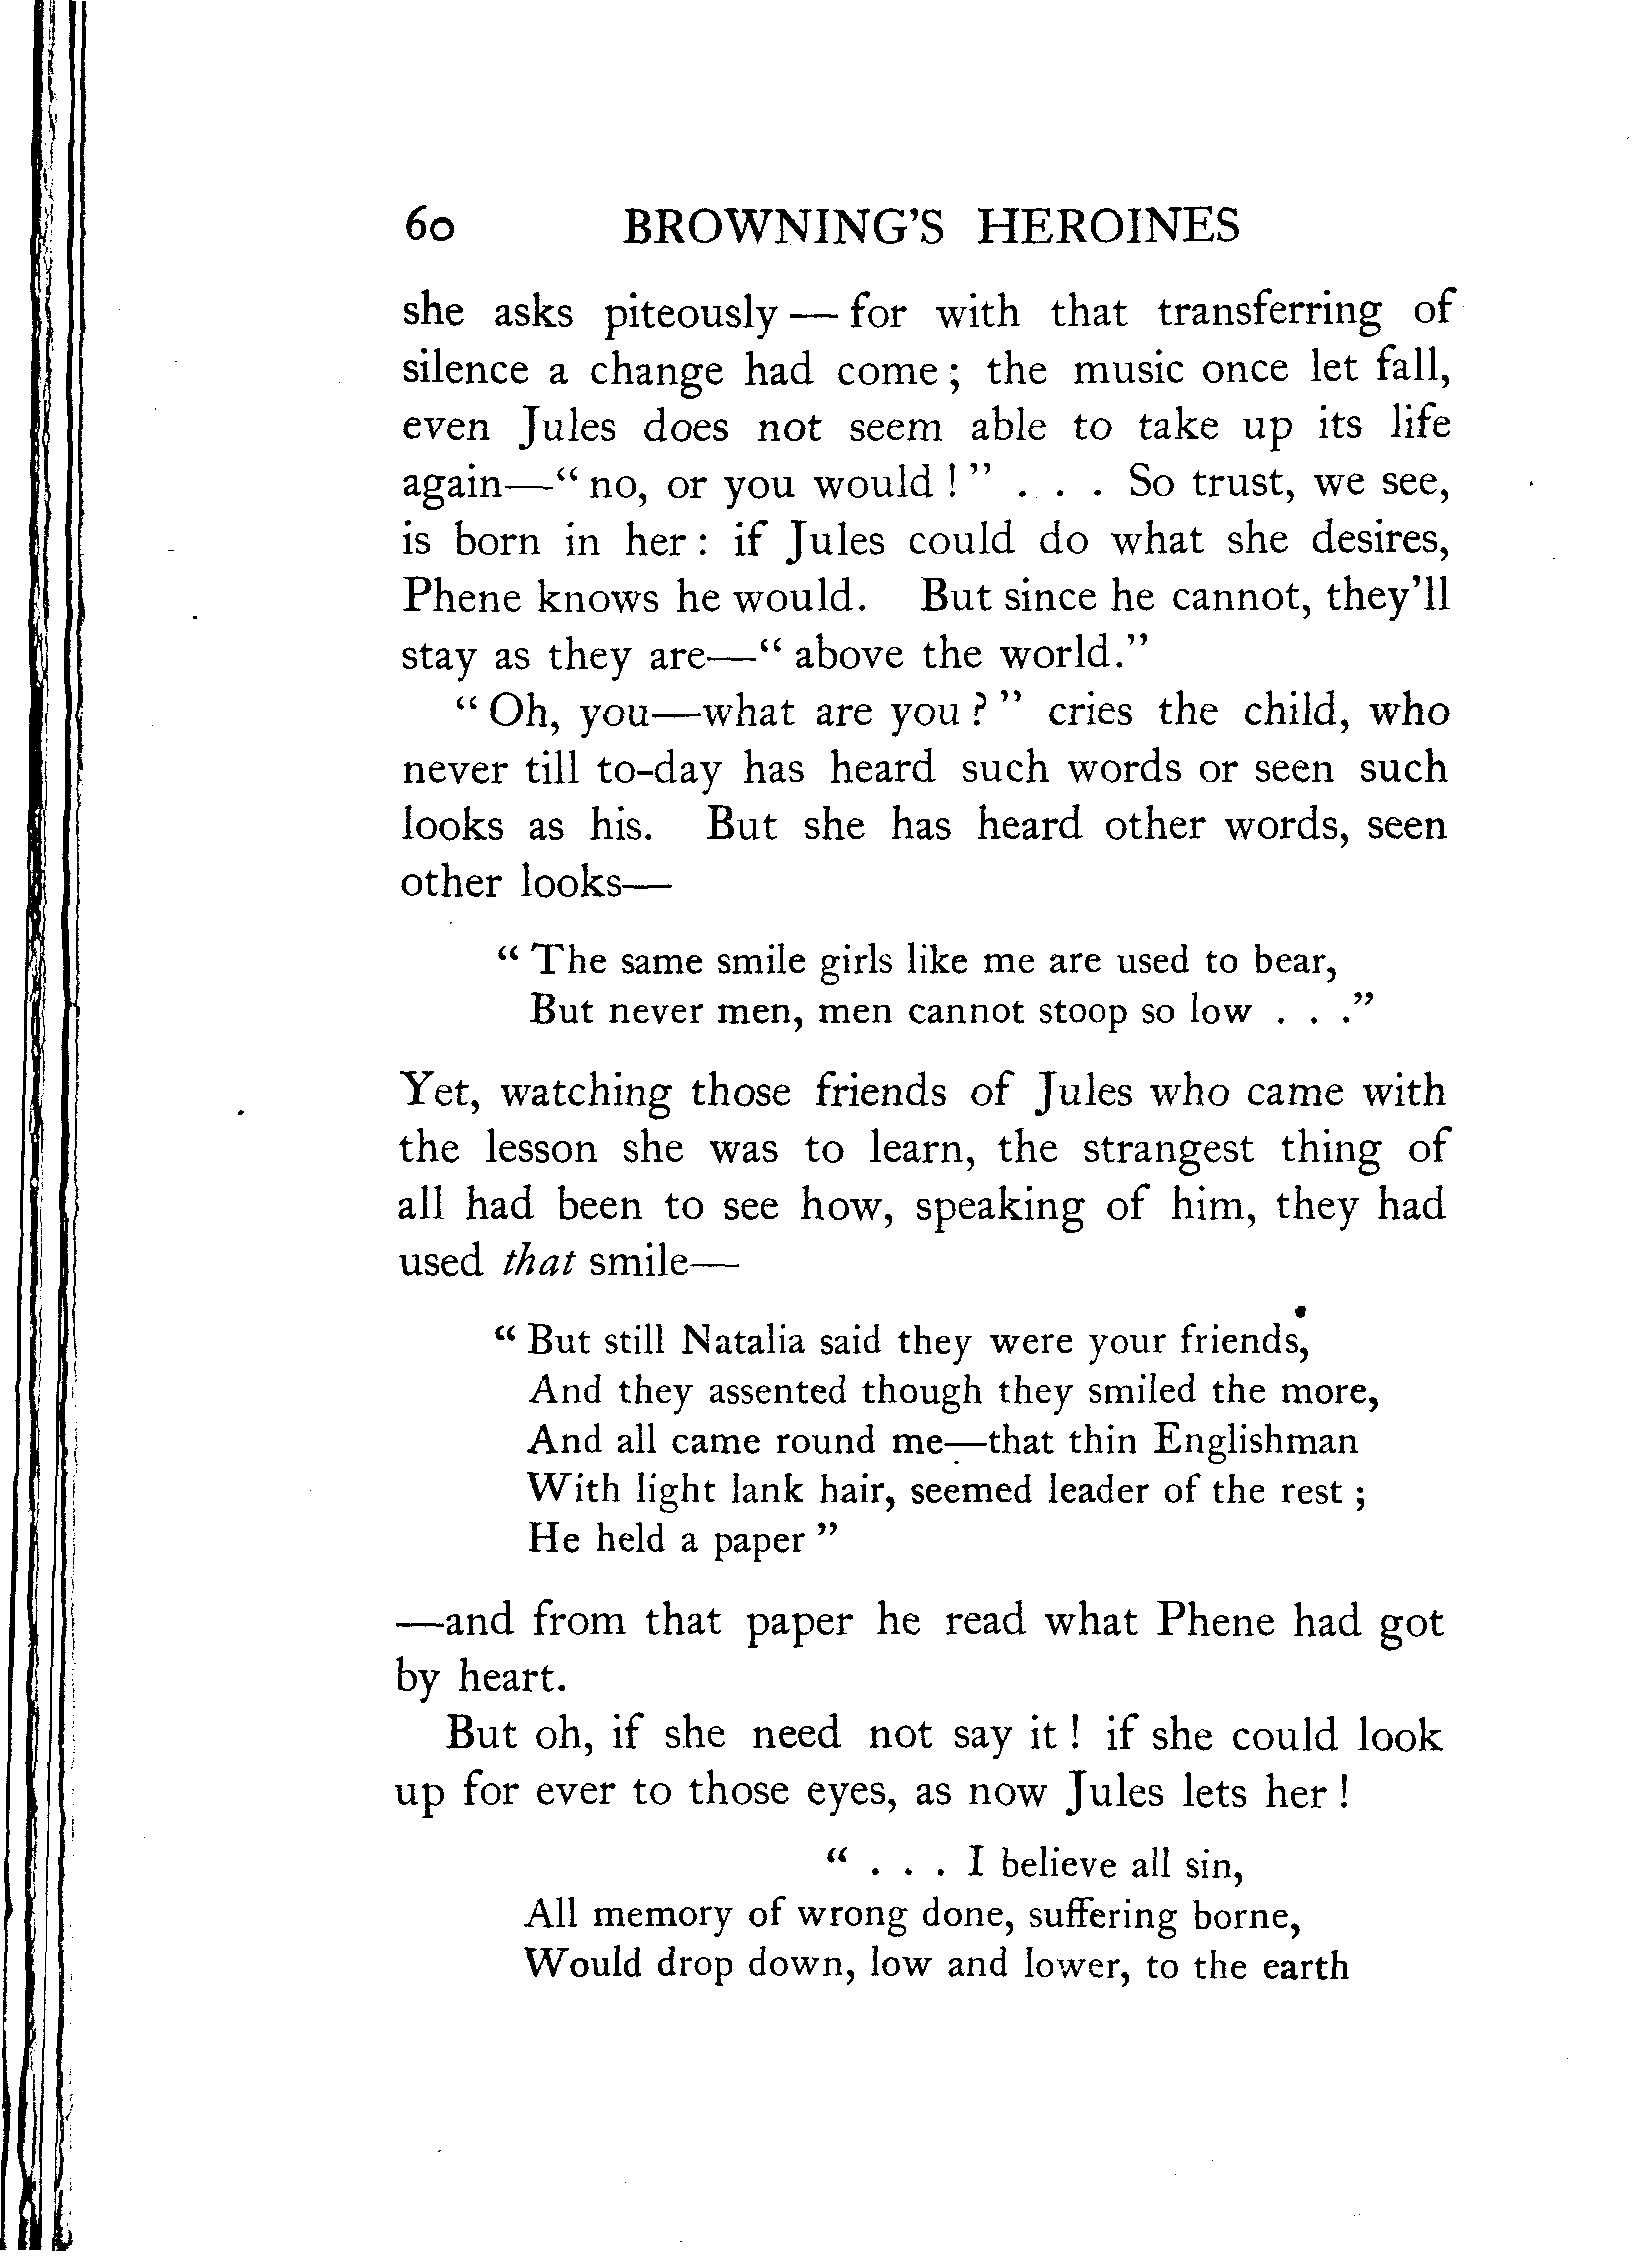 60 BROWNING'S HEROINES
she asks piteously — for with that transferring of
silence a change had come; the music once let fall,
even Jules does not seem able to take up its life
again—“no, or you would!” . . . So trust, we see,
is born in her: if Jules could do what she desires,
Phene knows he would. But since he cannot, they'll
stay as they are—“above the world.”
“Oh, you—what are you?” cries the child, who
never till to-day has heard such words or seen such
looks as his. But she has heard other words, seen
other looks—
“The same smile girls like me are used to bear,
But never men, men cannot stoop so low . . .”
Yet, watching those friends of Jules who came with
the lesson she was to learn, the strangest thing of
all had been to see how, speaking of him, they had
used that smile—
“But still Natalia said they were your friends,
And they assented though they smiled the more,
And all came round me—that thin Englishman
With light lank hair, seemed leader of the rest;
He held a paper”
—and from that paper he read what Phene had got
by heart.
But oh, if she need not say it! if she could look
up for ever to those eyes, as now Jules lets her!
“ . . . I believe all sin,
All memory of wrong done, suffering borne,
Would drop down, low and lower, to the earth